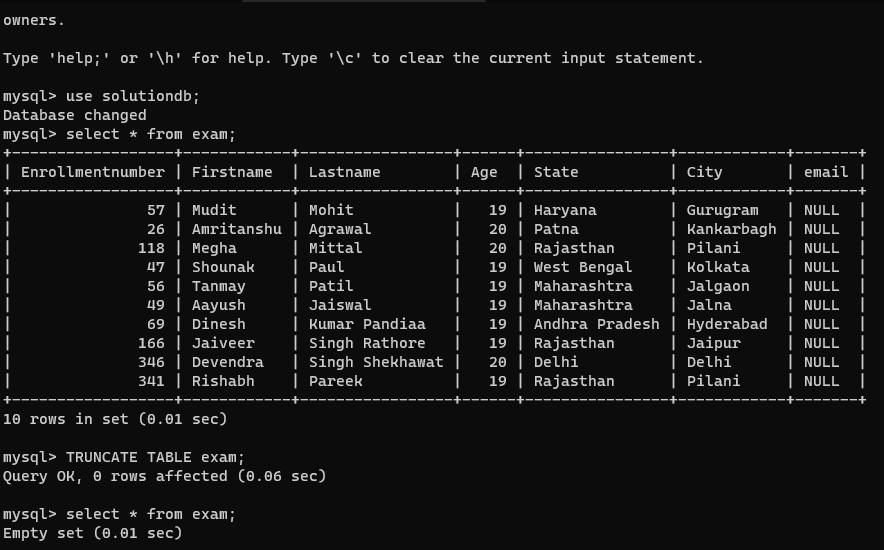 owners.
Type 'help;' or '\h' for help. Type '\c' to clear the current input statement.
mysql> use solutiondb;
Database changed
mysql> select * from exam;
+------------------+------------+-----------------+------+----------------+------------+-------+
| Enrollmentnumber | Firstname  | Lastname        | Age  | State          | City       | email |
+------------------+------------+-----------------+------+----------------+------------+-------+
|               57 | Mudit      | Mohit           |   19 | Haryana        | Gurugram   | NULL  |
|               26 | Amritanshu | Agrawal         |   20 | Patna          | Kankarbagh | NULL  |
|              118 | Megha      | Mittal          |   20 | Rajasthan      | Pilani     | NULL  |
|               47 | Shounak    | Paul            |   19 | West Bengal    | Kolkata    | NULL  |
|               56 | Tanmay     | Patil           |   19 | Maharashtra    | Jalgaon    | NULL  |
|               49 | Aayush     | Jaiswal         |   19 | Maharashtra    | Jalna      | NULL  |
|               69 | Dinesh     | Kumar Pandiaa   |   19 | Andhra Pradesh | Hyderabad  | NULL  |
|              166 | Jaiveer    | Singh Rathore   |   19 | Rajasthan      | Jaipur     | NULL  |
|              346 | Devendra   | Singh Shekhawat |   20 | Delhi          | Delhi      | NULL  |
|              341 | Rishabh    | Pareek          |   19 | Rajasthan      | Pilani     | NULL  |
+------------------+------------+-----------------+------+----------------+------------+-------+
10 rows in set (0.01 sec)
mysql> TRUNCATE TABLE exam;
Query OK, 0 rows affected (0.06 sec)
mysql> select * from exam;
Empty set (0.01 sec)